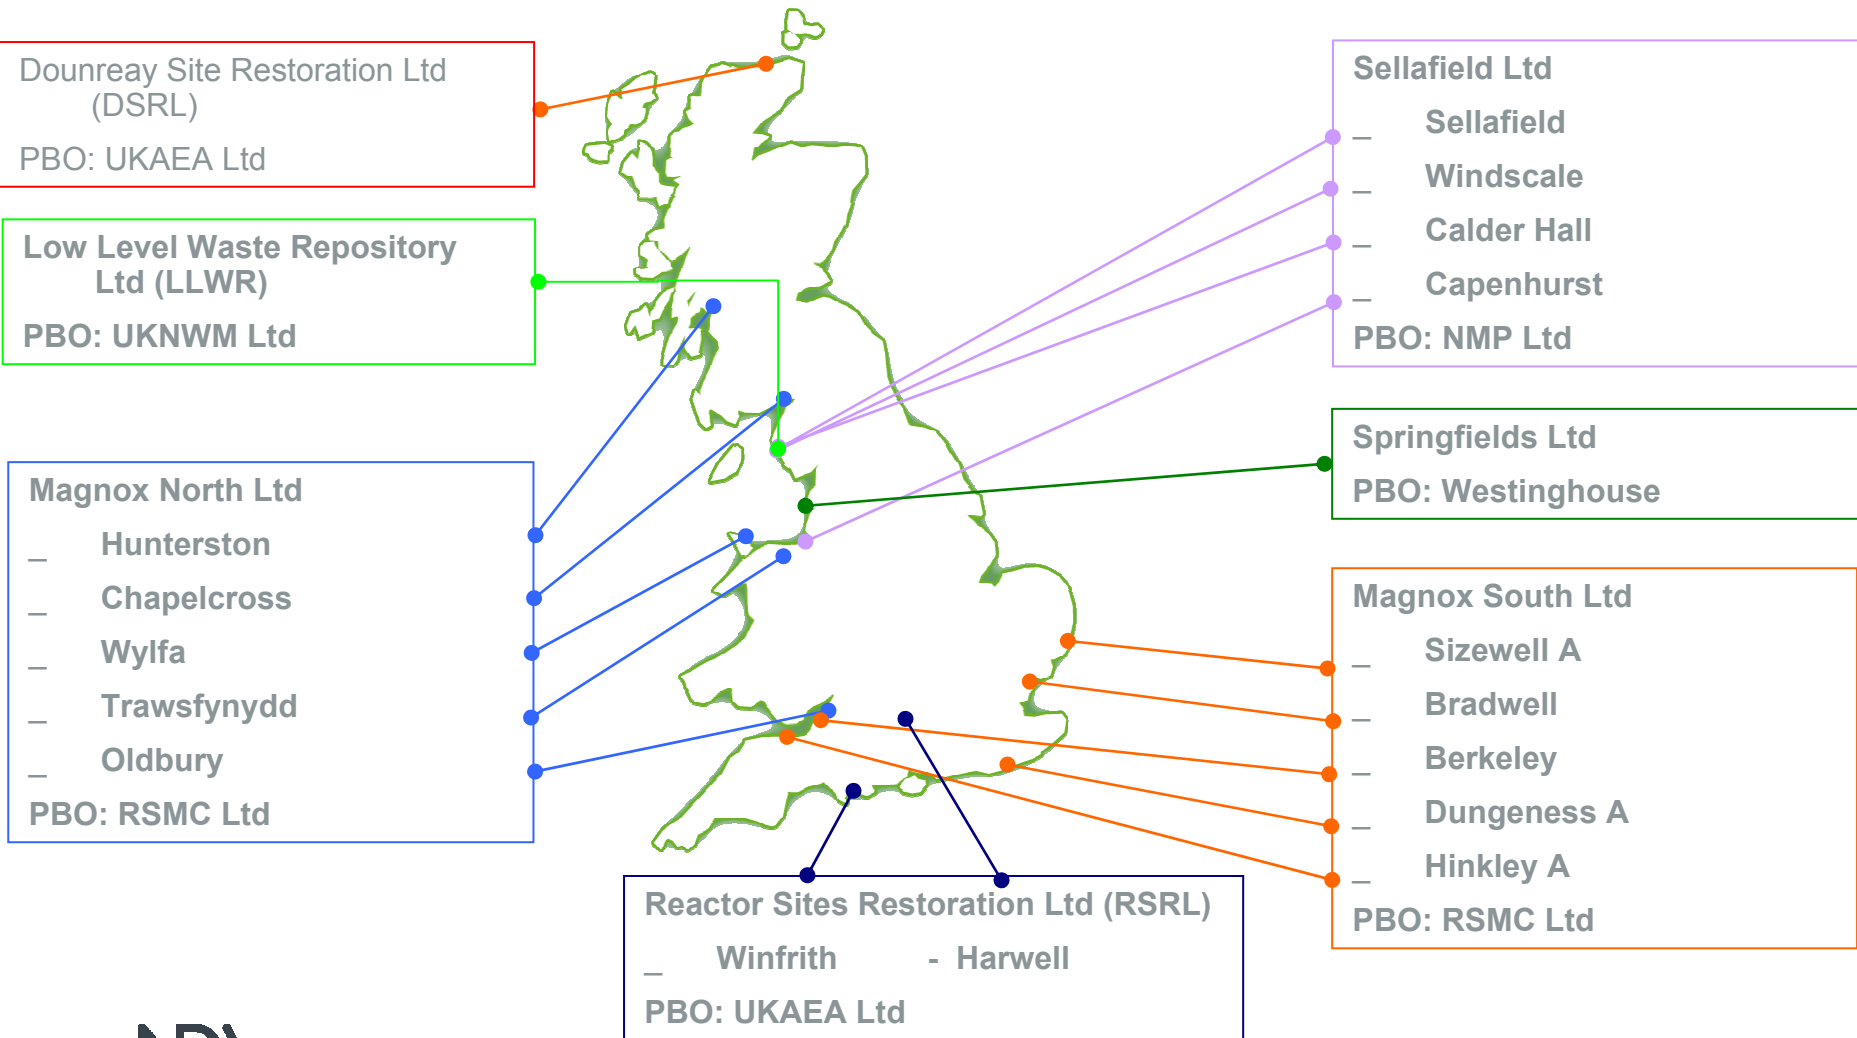 Dounreay Site Restoration Ltd
(DSRL)
PBO: UKAEA Ltd
Low Level Waste Repository
Ltd (LLWR)
PBO: UKNWM Ltd
Magnox North Ltd
_ Hunterston
_ Chapelcross
_ Wylfa
_ Trawsfynydd
_ Oldbury
PBO: RSMC Ltd
Reactor Sites Restoration Ltd (RSRL)
_ Winfrith - Harwell
PBO: UKAEA Ltd
Sellafield Ltd
_ Sellafield
_ Windscale
_ Calder Hall
_ Capenhurst
PBO: NMP Ltd
Springfields Ltd
PBO: Westinghouse
Magnox South Ltd
_ Sizewell A
_ Bradwell
_ Berkeley
_ Dungeness A
_ Hinkley A
PBO: RSMC Ltd